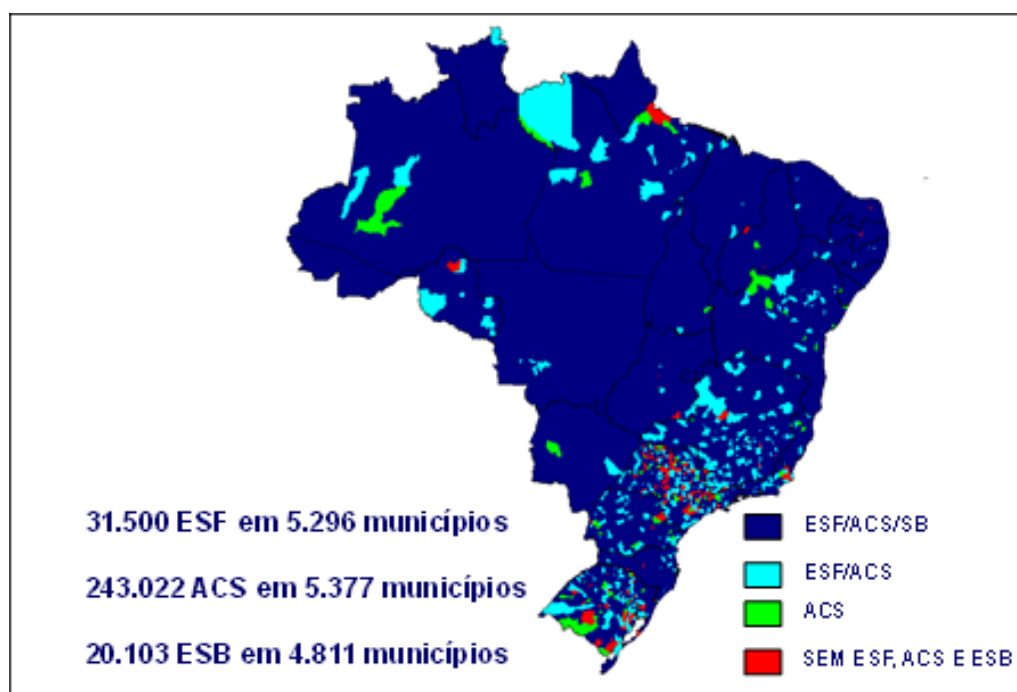 31.500 ESF em 5.296 municípios
243.022 ACS em 5.377 municípios
20.103 ESB em 4.811 municípios
ESF/ACS/SB
ESF/ACS
ACS
SEM ESF, ACS E ESB